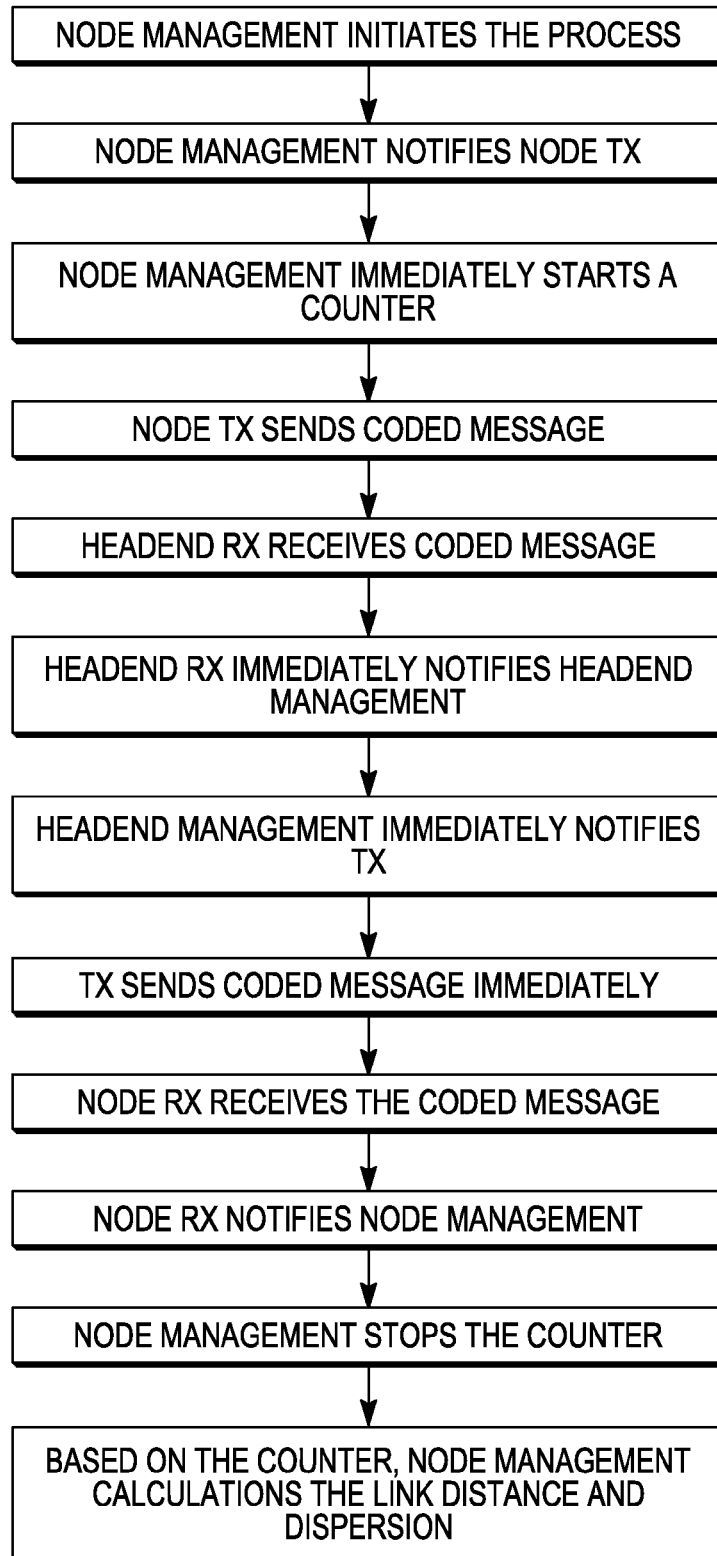 NODE MANAGEMENT INITIATES THE PROCESS
NODE MANAGEMENT NOTIFIES NODE TX
NODE MANAGEMENT IMMEDIATELY STARTS A
COUNTER
NODE TX SENDS CODED MESSAGE
HEADEND RX RECEIVES CODED MESSAGE
HEADEND RX IMMEDIATELY NOTIFIES HEADEND
MANAGEMENT
HEADEND MANAGEMENT IMMEDIATELY NOTIFIES
TX
TX SENDS CODED MESSAGE IMMEDIATELY
NODE RX RECEIVES THE CODED MESSAGE
NODE RX NOTIFIES NODE MANAGEMENT
NODE MANAGEMENT STOPS THE COUNTER
BASED ON THE COUNTER, NODE MANAGEMENT
CALCULATIONS THE LINK DISTANCE AND
DISPERSION